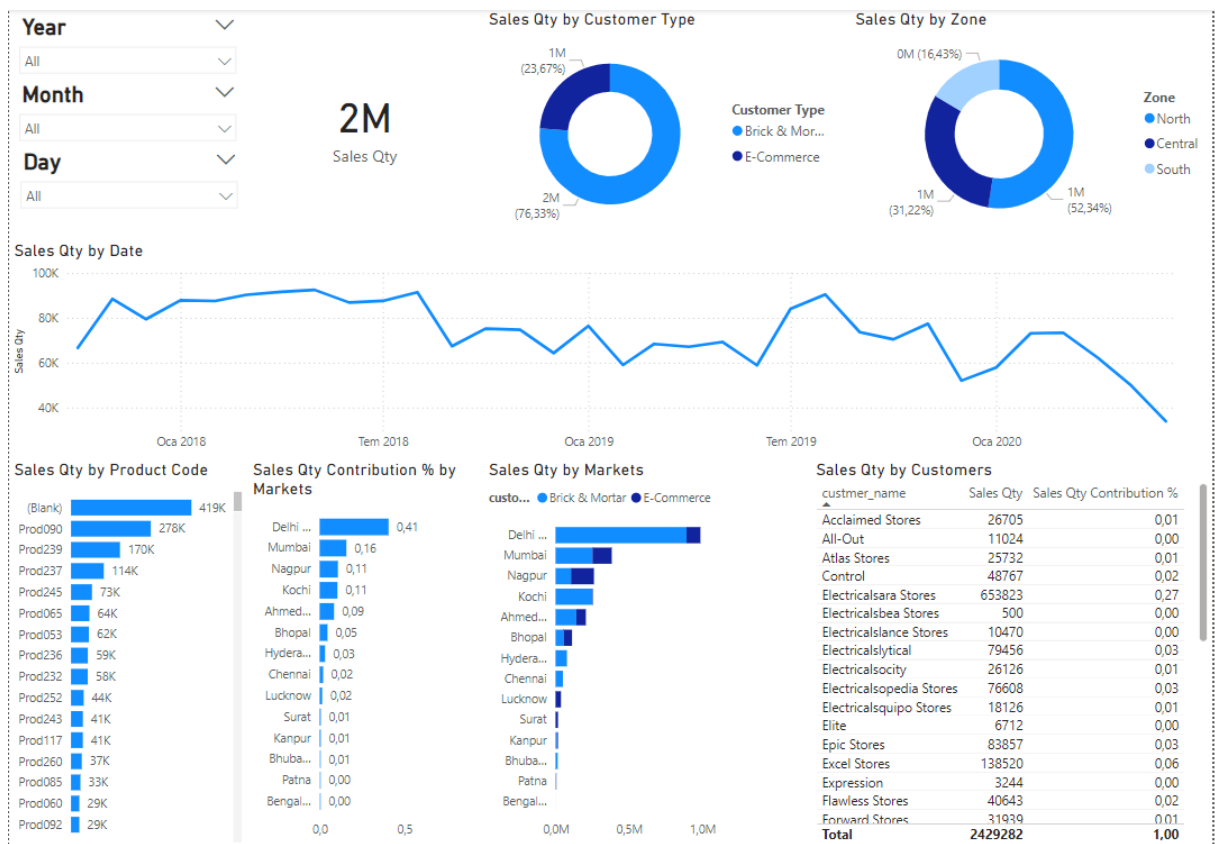 Year
All
Month
All
Day
All
2M
Sales Qty
Sales Qty by Customer Type
1M
(23,67%)
2M
(76,33%)
Customer Type
Brick & Mor...
E-Commerce
Sales Qty by Zone
0M (16,43%)
1M
(31,22%)
1M
(52,34%)
Zone
North
Central
South
Sales Qty by Date
Sales Qty
100K
80K
60K
40K
Oca 2018 Tem 2018 Oca 2019 Tem 2019 Oca 2020
Sales Qty by Product Code
(Blank) 419K
Prod090 278K
Prod239 170K
Prod237 114K
Prod245 73K
Prod065 64K
Prod053 62K
Prod236 59K
Prod232 58K
Prod252 44K
Prod243 41K
Prod117 41K
Prod260 37K
Prod085 33K
Prod060 29K
Prod092 29K
Sales Qty Contribution % by
Markets
Delhi ... 0,41
Mumbai 0,16
Nagpur 0,11
Kochi 0,11
Ahmed... 0,09
Bhopal 0,05
Hydera... 0,03
Chennai 0,02
Lucknow 0,02
Surat 0,01
Kanpur 0,01
Bhuba... 0,01
Patna 0,00
Bengal... 0,00
0,0 0,5
Sales Qty by Markets
custo... Brick & Mortar E-Commerce
Delhi ...
Mumbai
Nagpur
Kochi
Ahmed...
Bhopal
Hydera...
Chennai
Lucknow
Surat
Kanpur
Bhuba...
Patna
Bengal...
0,0M 0,5M 1,0M
Sales Qty by Customers
custmer_name Sales Qty Sales Qty Contribution %
Acclaimed Stores 26705 0,01
All-Out 11024 0,00
Atlas Stores 25732 0,01
Control 48767 0,02
Electricalsara Stores 653823 0,27
Electricalsbea Stores 500 0,00
Electricalslance Stores 10470 0,00
Electricalslytical 79456 0,03
Electricalsocity 26126 0,01
Electricalsopedia Stores 76608 0,03
Electricalsquipo Stores 18126 0,01
Elite 6712 0,00
Epic Stores 83857 0,03
Excel Stores 138520 0,06
Expression 3244 0,00
Flawless Stores 40643 0,02
Forward Stores 31939 0,01
Total 2429282 1,00